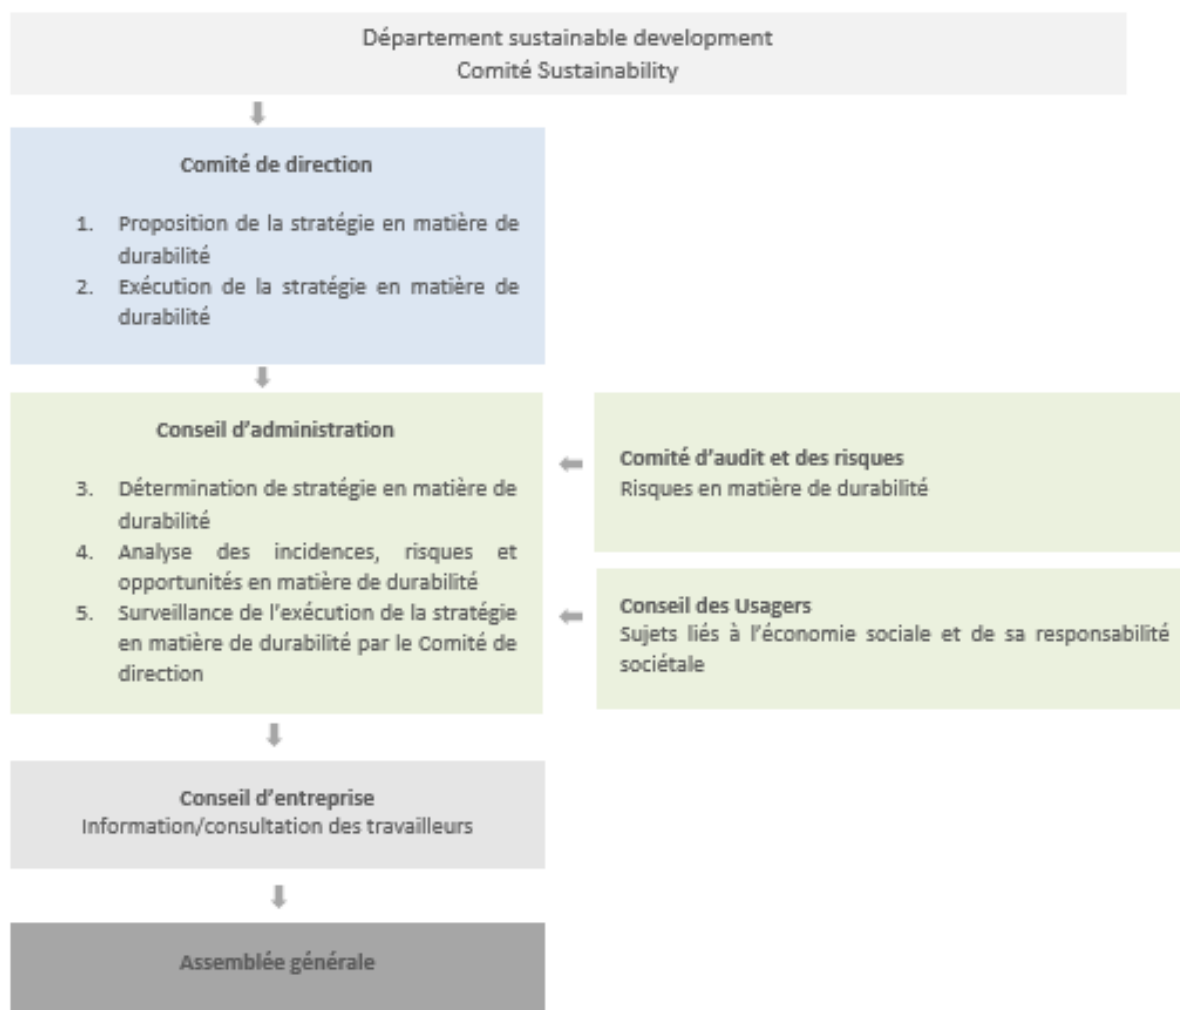 Département sustainable development
Comité Sustainability
Comité de direction
1. Proposition de la stratégie en matière de
durabilité
2. Exécution de la stratégie en matière de
durabilité
Conseil d’administration
3. Détermination de stratégie en matière de
durabilité
4. Analyse des incidences, risques et
opportunités en matière de durabilité
5. Surveillance de l’exécution de la stratégie
en matière de durabilité par le Comité de
direction
Comité d’audit et des risques
Risques en matière de durabilité
Conseil des Usagers
Sujets liés à l’économie sociale et de sa responsabilité
sociétale
Conseil d’entreprise
Information/consultation des travailleurs
Assemblée générale